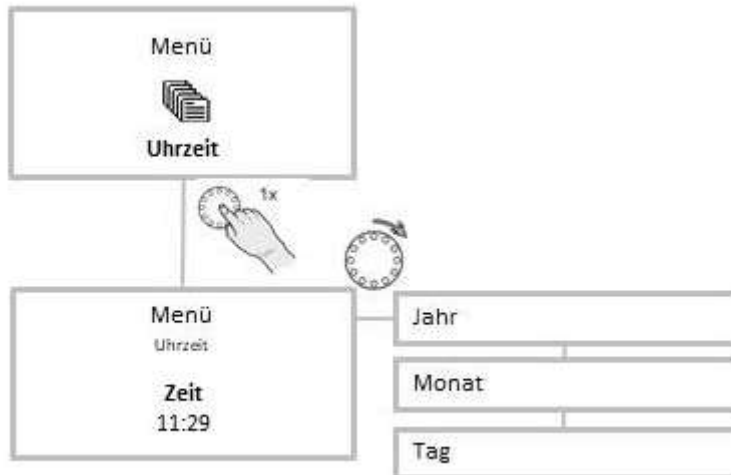 Menü
Uhrzeit
1x
Menü
Uhrzeit
Zeit
11:29
Jahr
Monat
Tag